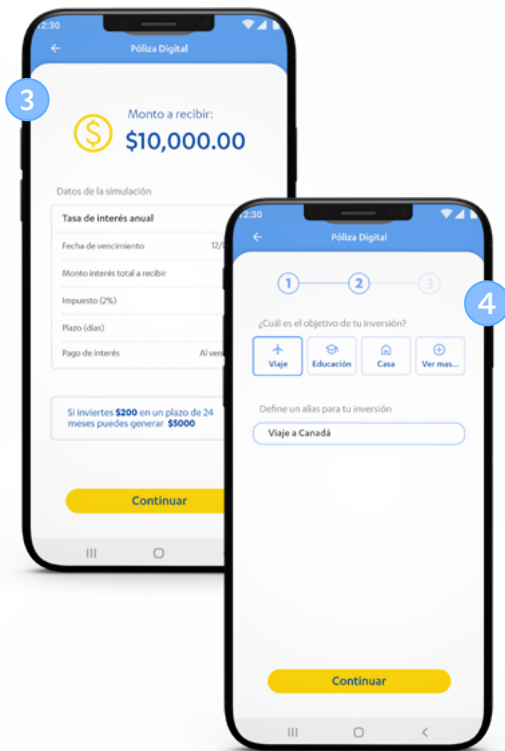 2:30
Póliza Digital
3
Monto a recibir:
$10,000.00
Datos de la simulación
Tasa de interés anual
Fecha de vencimiento 12/
Monto interés total a recibir
Impuesto (2%)
Plazo (días)
Pago de interés Al ven
Si inviertes $200 en un plazo de 24
meses puedes generar $5000
Continuar
2:30
Póliza Digital
1 2 3
4
¿Cuál es el objetivo de tu inversión?
Viaje Educación Casa Ver mas...
Define un alias para tu inversión
Viaje a Canadá
Continuar